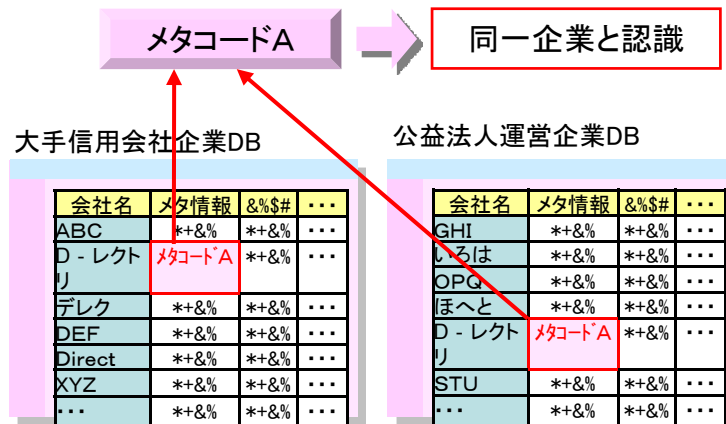 メタコードA
同一企業と認識
大手信用会社企業DB
公益法人運営企業DB
会社名 メタ情報 &%$# ・・・
ABC *+&% *+&% ・・・
D - レクトリ メタコードA *+&% ・・・
デレク *+&% *+&% ・・・
DEF *+&% *+&% ・・・
Direct *+&% *+&% ・・・
XYZ *+&% *+&% ・・・
・・・ *+&% *+&% ・・・
会社名 メタ情報 &%$# ・・・
GHI *+&% *+&% ・・・
いろは *+&% *+&% ・・・
OPQ *+&% *+&% ・・・
ほへと *+&% *+&% ・・・
D - レクトリ メタコードA *+&% ・・・
STU *+&% *+&% ・・・
・・・ *+&% *+&% ・・・